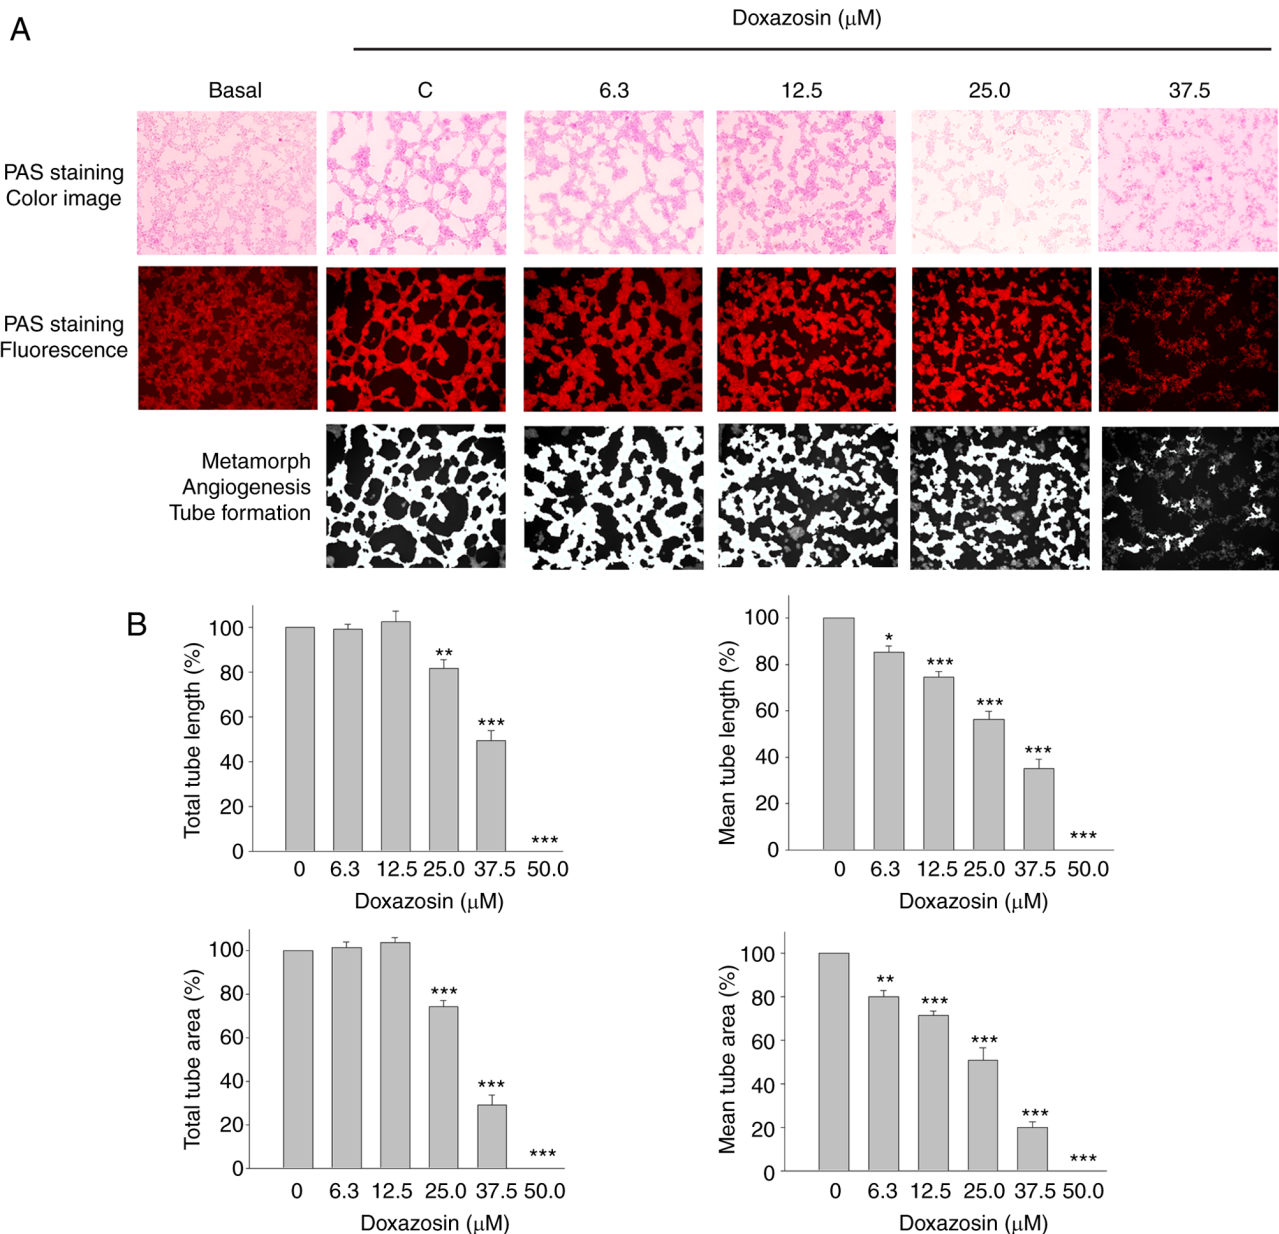 A
Doxazosin (μM)
Basal
C
6.3
12.5
25.0
37.5
PAS staining
Color image
PAS staining
Fluorescence
Metamorph
Angiogenesis
Tube formation
B
Total tube length (%)
100
80
60
40
20
0
**
***
***
0 6.3 12.5 25.0 37.5 50.0
Doxazosin (μM)
Mean tube length (%)
100
80
60
40
20
0
*
***
***
***
***
0 6.3 12.5 25.0 37.5 50.0
Doxazosin (μM)
Total tube area (%)
100
80
60
40
20
0
***
***
***
0 6.3 12.5 25.0 37.5 50.0
Doxazosin (μM)
Mean tube area (%)
100
80
60
40
20
0
**
***
***
***
***
0 6.3 12.5 25.0 37.5 50.0
Doxazosin (μM)